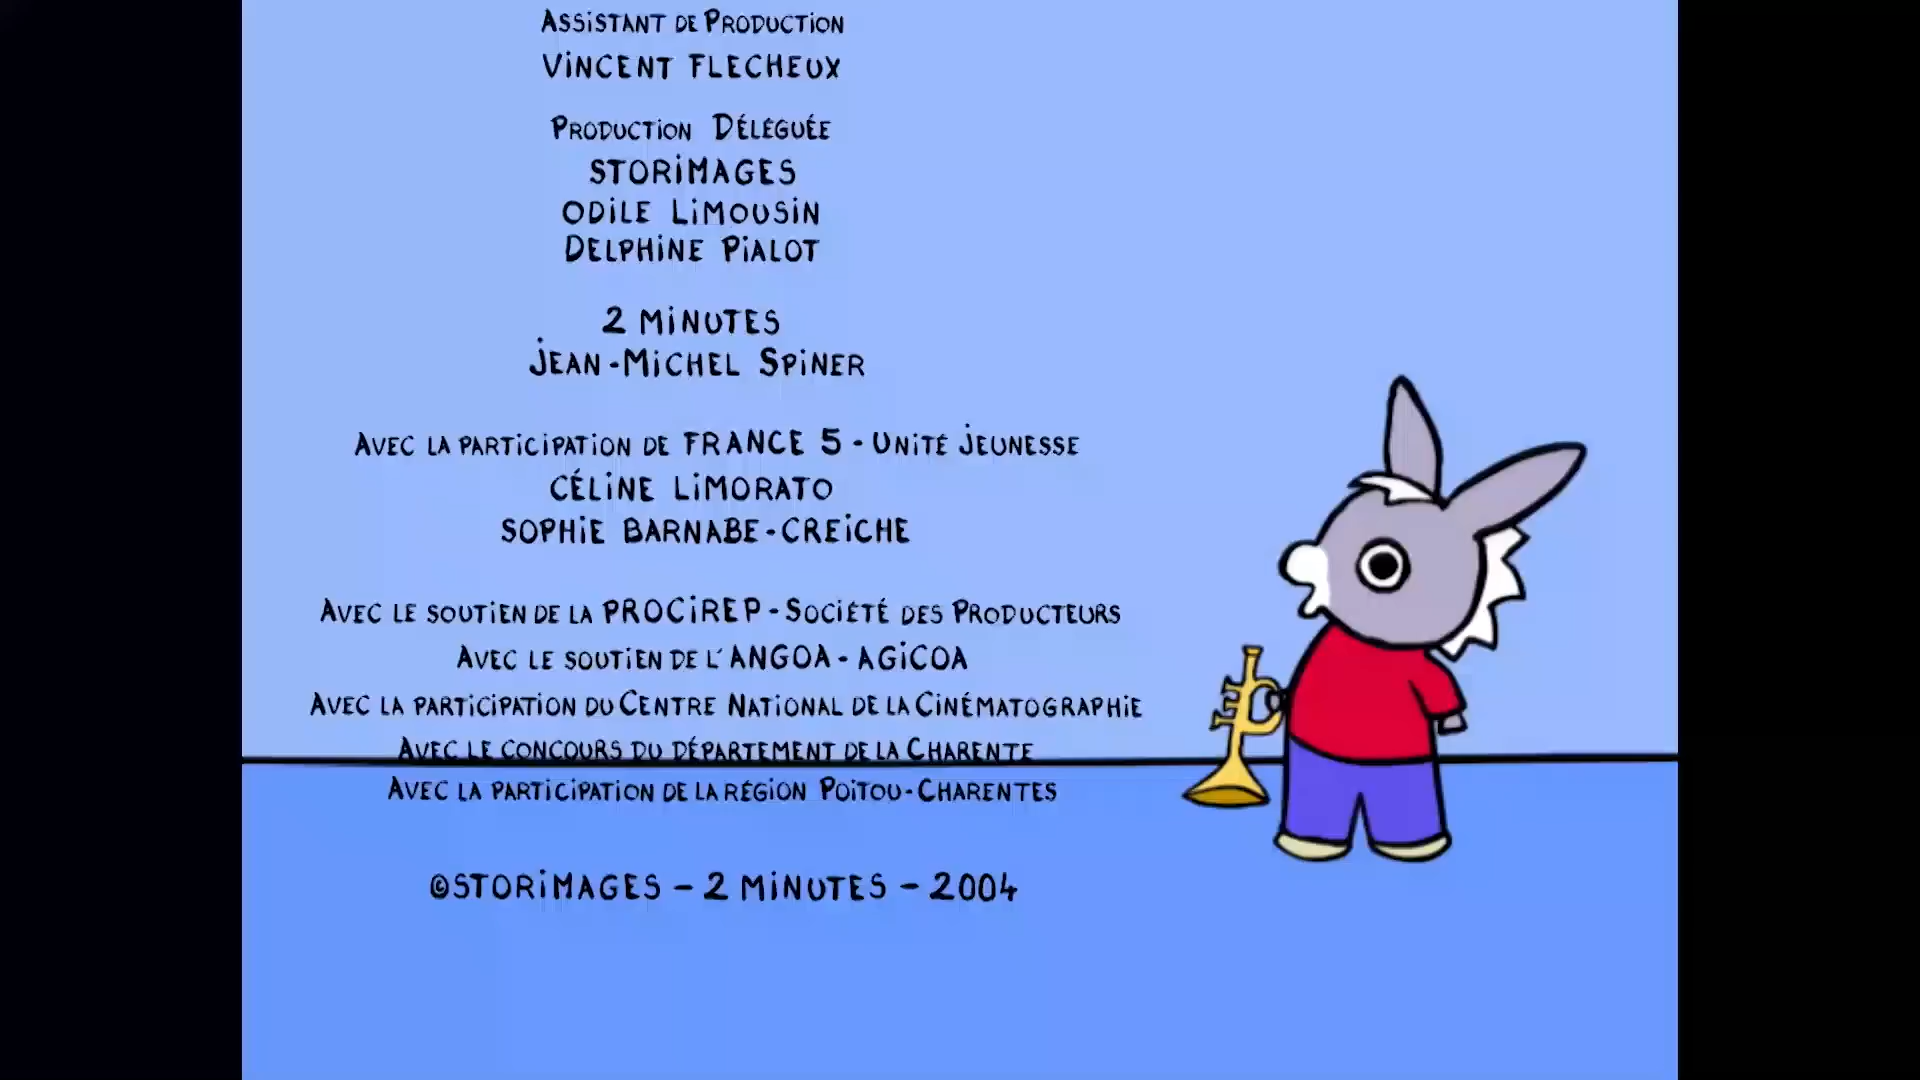 ASSiSTANT DE PRODUCTiON
ViNCENT FLECHEUX
PRODUCTiON DÉLÉGUÉE
STORiMAGES
ODiLE LiMOUSiN
DELPHiNE PiALOT
2 MiNUTES
JEAN-MiCHEL SPiNER
AVEC LA PARTiCiPATiON DE FRANCE 5 - UNiTÉ JEUNESSE
CÉLiNE LiMORATO
SOPHiE BARNABE-CREiCHE
AVEC LE SOUTiEN DE LA PROCiREP - SOCiÉTÉ DES PRODUCTEURS
AVEC LE SOUTiEN DE L'ANGOA - AGiCOA
AVEC LA PARTiCiPATiON DU CENTRE NATiONAL DE LA CiNÉMATOGRAPHiE
AVEC LE CONCOURS DU DÉPARTEMENT DE LA CHARENTE
AVEC LA PARTiCiPATiON DE LA RÉGiON POiTOU-CHARENTES
©STORiMAGES – 2 MiNUTES – 2004